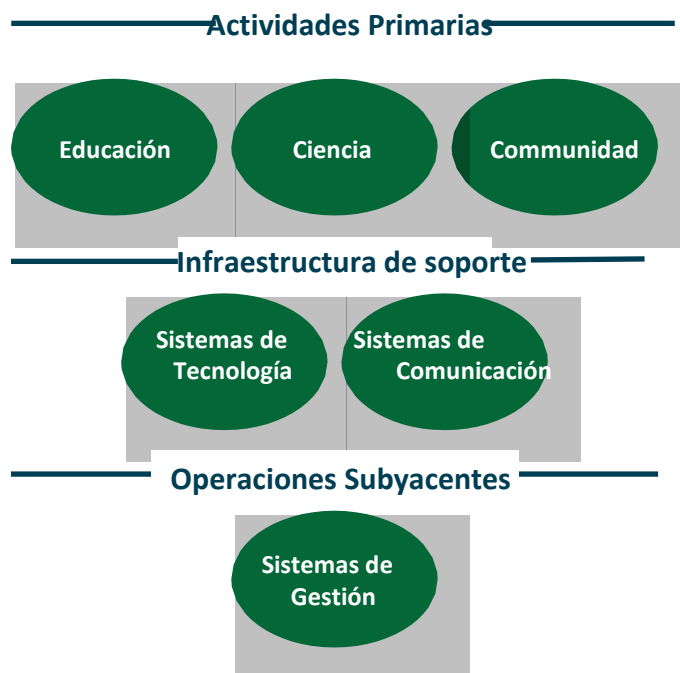 Actividades Primarias
Educación
Ciencia
Communidad
Infraestructura de soporte
Sistemas de
Tecnología
Sistemas de
Comunicación
Operaciones Subyacentes
Sistemas de
Gestión